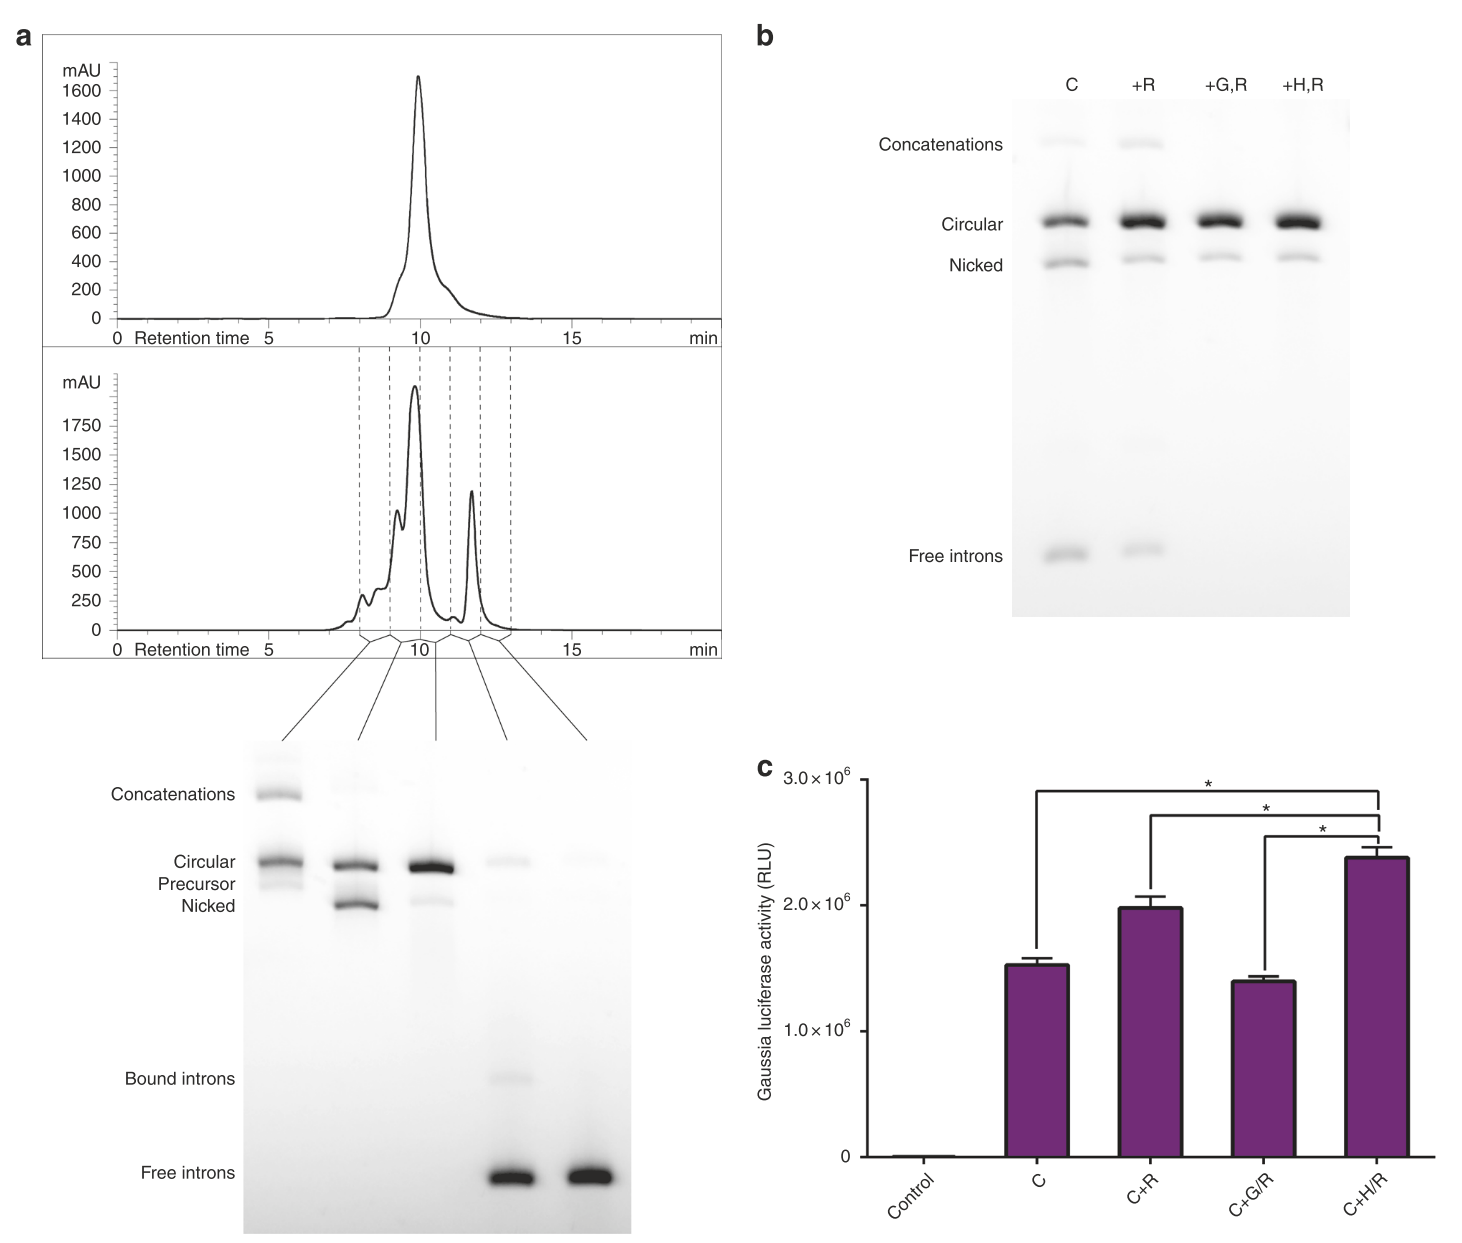 a
mAU
1600
1400
1200
1000
800
600
400
200
0
0 Retention time 5 10 15 min
mAU
1750
1500
1250
1000
750
500
250
0
0 Retention time 5 10 15 min
Concatenations
Circular
Precursor
Nicked
Bound introns
Free introns
b
C +R +G,R +H,R
Concatenations
Circular
Nicked
Free introns
c
Gaussia luciferase activity (RLU)
3.0 × 10⁶
2.0 × 10⁶
1.0 × 10⁶
0
* 
*
*
Control C C+R C+G/R C+H/R